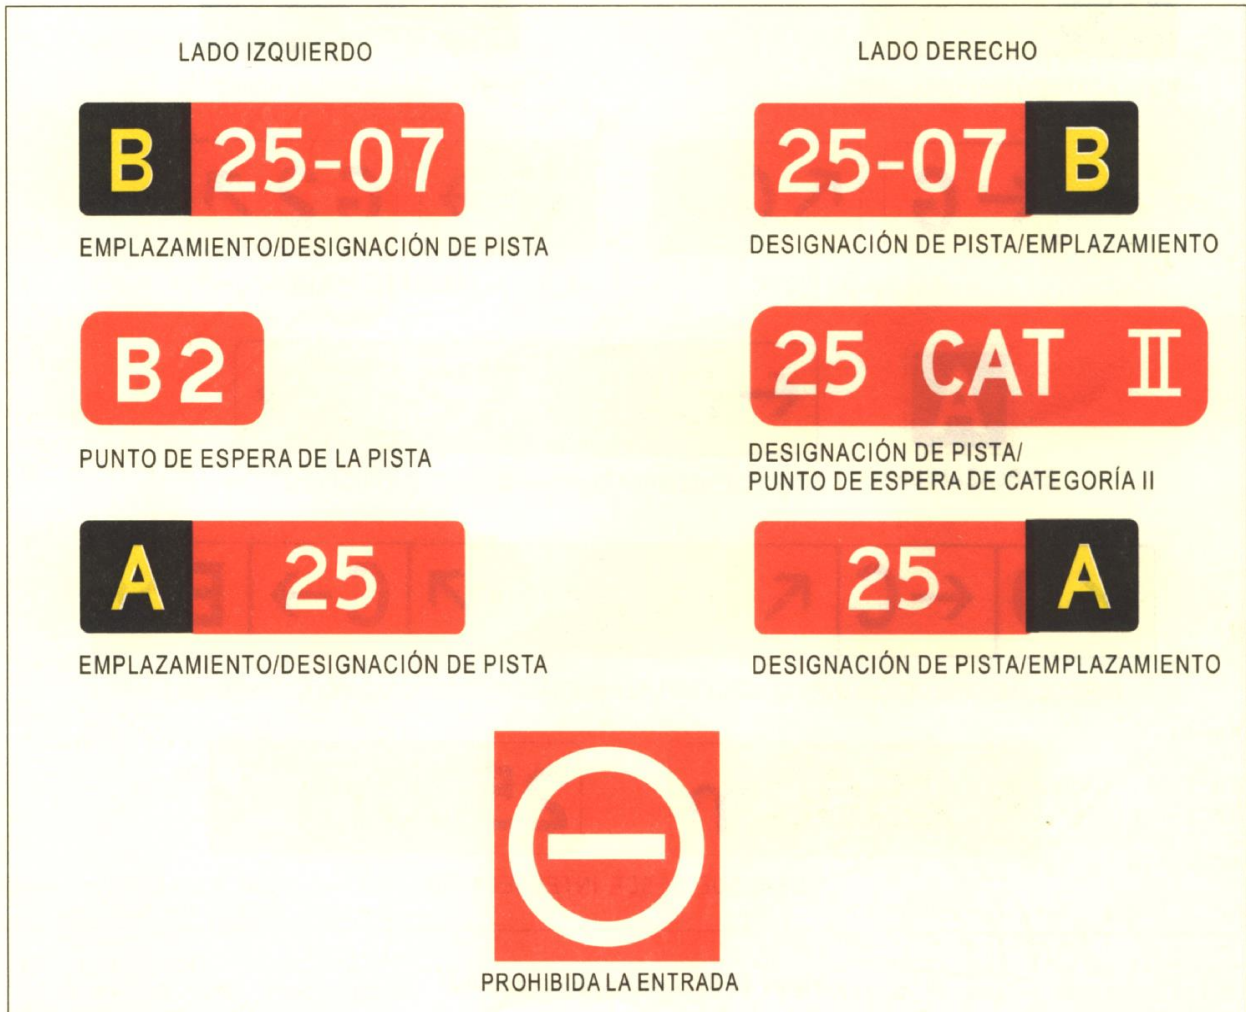 LADO IZQUIERDO
LADO DERECHO
B 25-07
25-07 B
EMPLAZAMIENTO/DESIGNACIÓN DE PISTA
DESIGNACIÓN DE PISTA/EMPLAZAMIENTO
B2
25 CAT II
PUNTO DE ESPERA DE LA PISTA
DESIGNACIÓN DE PISTA/
PUNTO DE ESPERA DE CATEGORÍA II
A 25
25 A
EMPLAZAMIENTO/DESIGNACIÓN DE PISTA
DESIGNACIÓN DE PISTA/EMPLAZAMIENTO
PROHIBIDA LA ENTRADA